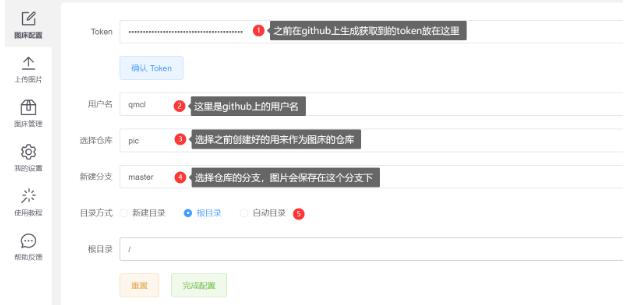 图床配置
上传图片
图床管理
我的设置
使用教程
帮助反馈
Token ······································ 1 之前在github上生成获取到的token放在这里
确认 Token
用户名 qmcl 2 这里是github上的用户名
选择仓库 pic 3 选择之前创建好的用来作为图床的仓库
新建分支 master 4 选择仓库的分支，图片会保存在这个分支下
目录方式 新建目录 根目录 自动目录 5
根目录 /
重置 完成配置